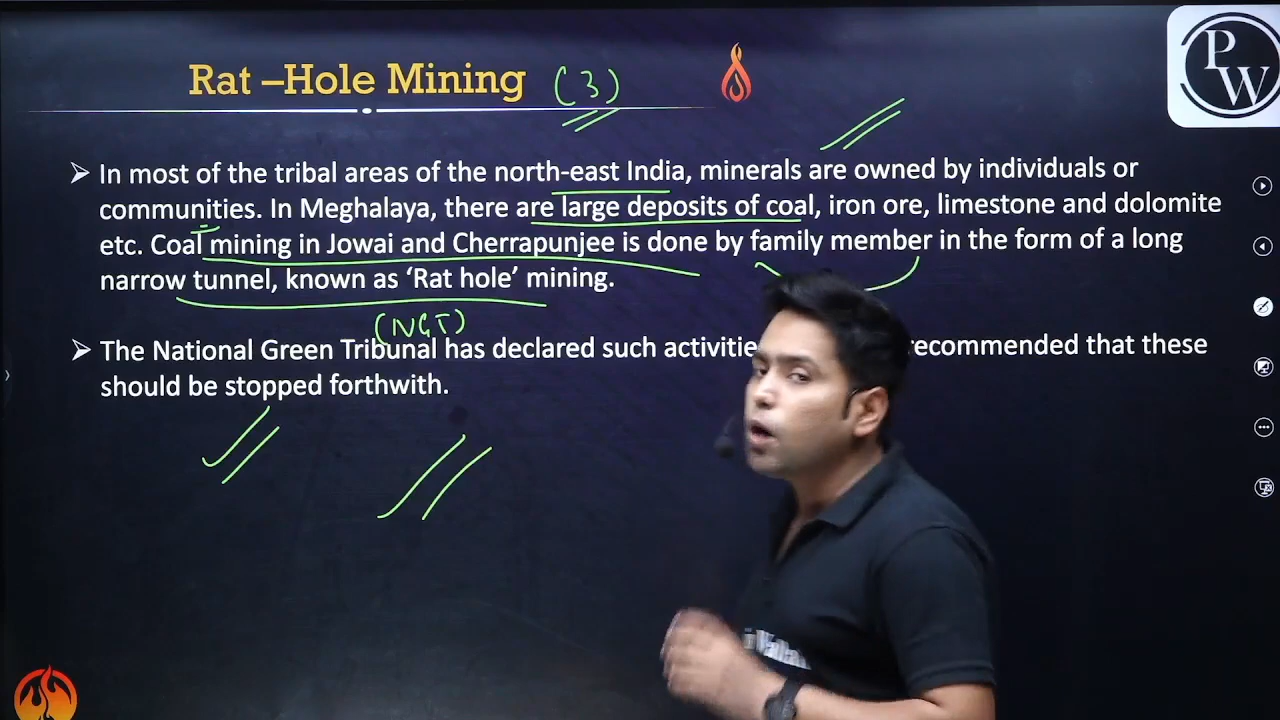 Rat –Hole Mining (3)
PW
➤ In most of the tribal areas of the north-east India, minerals are owned by individuals or
communities. In Meghalaya, there are large deposits of coal, iron ore, limestone and dolomite
etc. Coal mining in Jowai and Cherrapunjee is done by family member in the form of a long
narrow tunnel, known as ‘Rat hole’ mining.
(NGT)
➤ The National Green Tribunal has declared such activitie recommended that these
should be stopped forthwith.